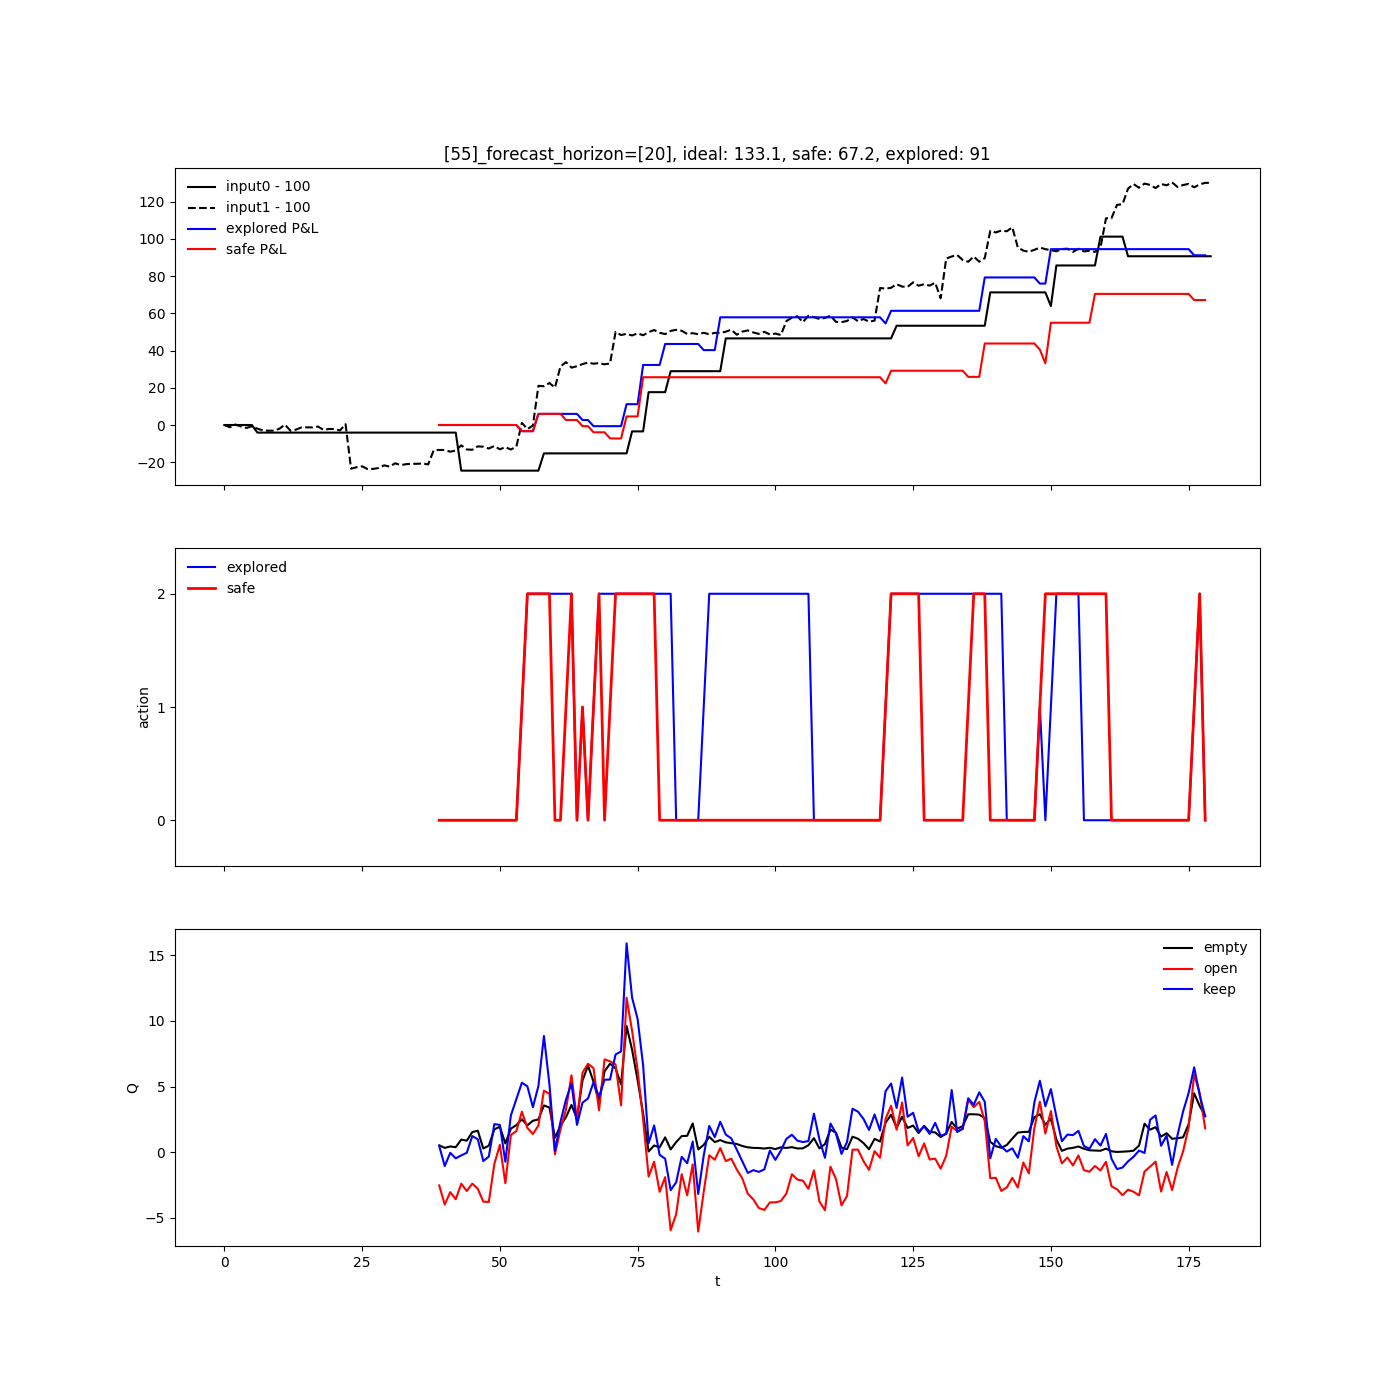 [55]_forecast_horizon=[20], ideal: 133.1, safe: 67.2, explored: 91
input0 - 100
input1 - 100
explored P&L
safe P&L
120
100
80
60
40
20
0
−20
explored
safe
2
1
0
action
empty
open
keep
15
10
5
0
−5
Q
0 25 50 75 100 125 150 175
t